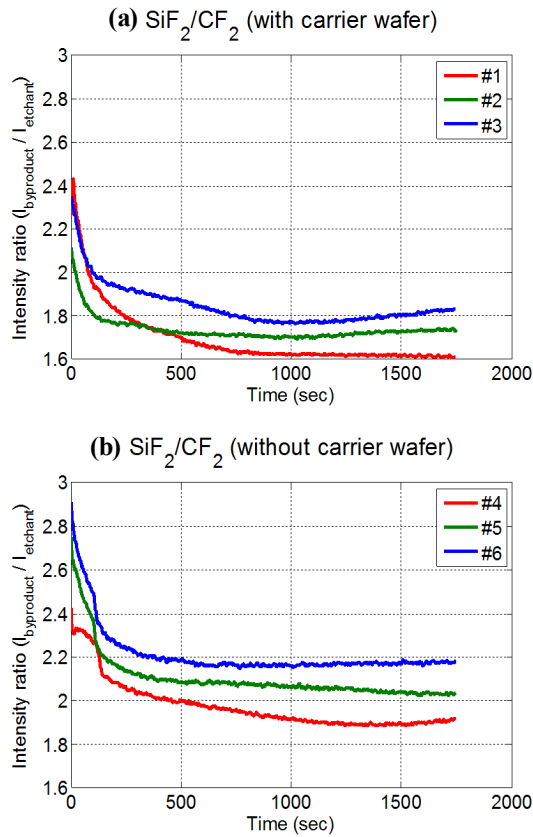 (a) SiF2/CF2 (with carrier wafer)
3
2.8
2.6
2.4
2.2
2
1.8
1.6
Intensity ratio (Ibyproduct / Ietchant)
#1
#2
#3
0 500 1000 1500 2000
Time (sec)
(b) SiF2/CF2 (without carrier wafer)
3
2.8
2.6
2.4
2.2
2
1.8
1.6
Intensity ratio (Ibyproduct / Ietchant)
#4
#5
#6
0 500 1000 1500 2000
Time (sec)